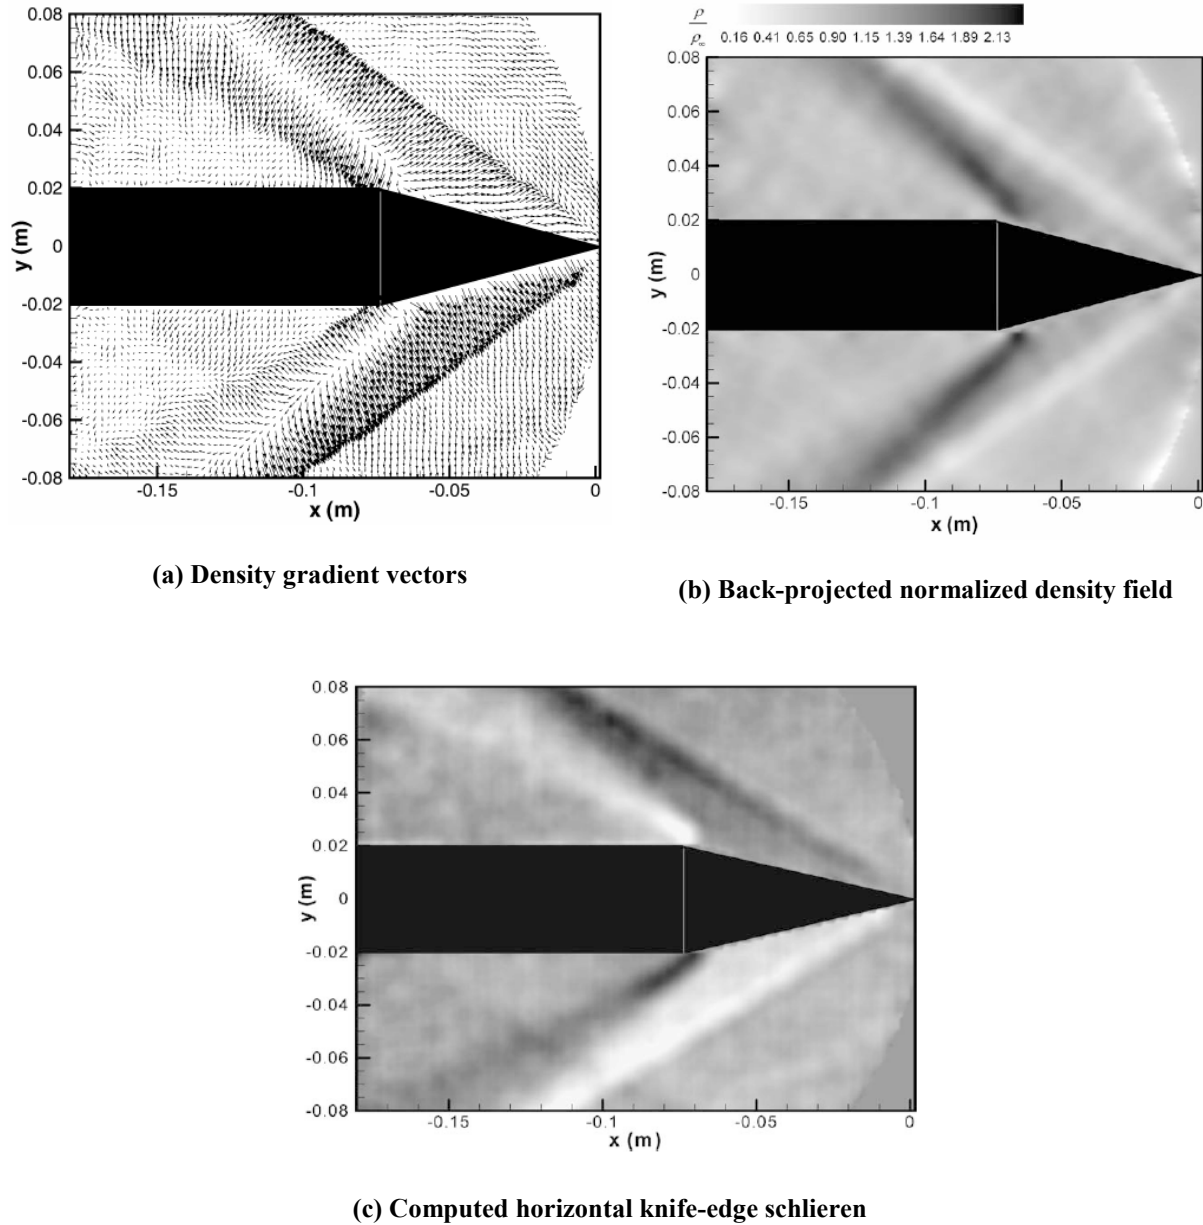 ρ
ρ∞
0.16 0.41 0.65 0.90 1.15 1.39 1.64 1.89 2.13
0.08
0.06
0.04
0.02
0
-0.02
-0.04
-0.06
-0.08
y (m)
-0.15 -0.1 -0.05 0
x (m)
(a) Density gradient vectors
0.08
0.06
0.04
0.02
0
-0.02
-0.04
-0.06
-0.08
y (m)
-0.15 -0.1 -0.05 0
x (m)
(b) Back-projected normalized density field
0.08
0.06
0.04
0.02
0
-0.02
-0.04
-0.06
-0.08
y (m)
-0.15 -0.1 -0.05 0
x (m)
(c) Computed horizontal knife-edge schlieren